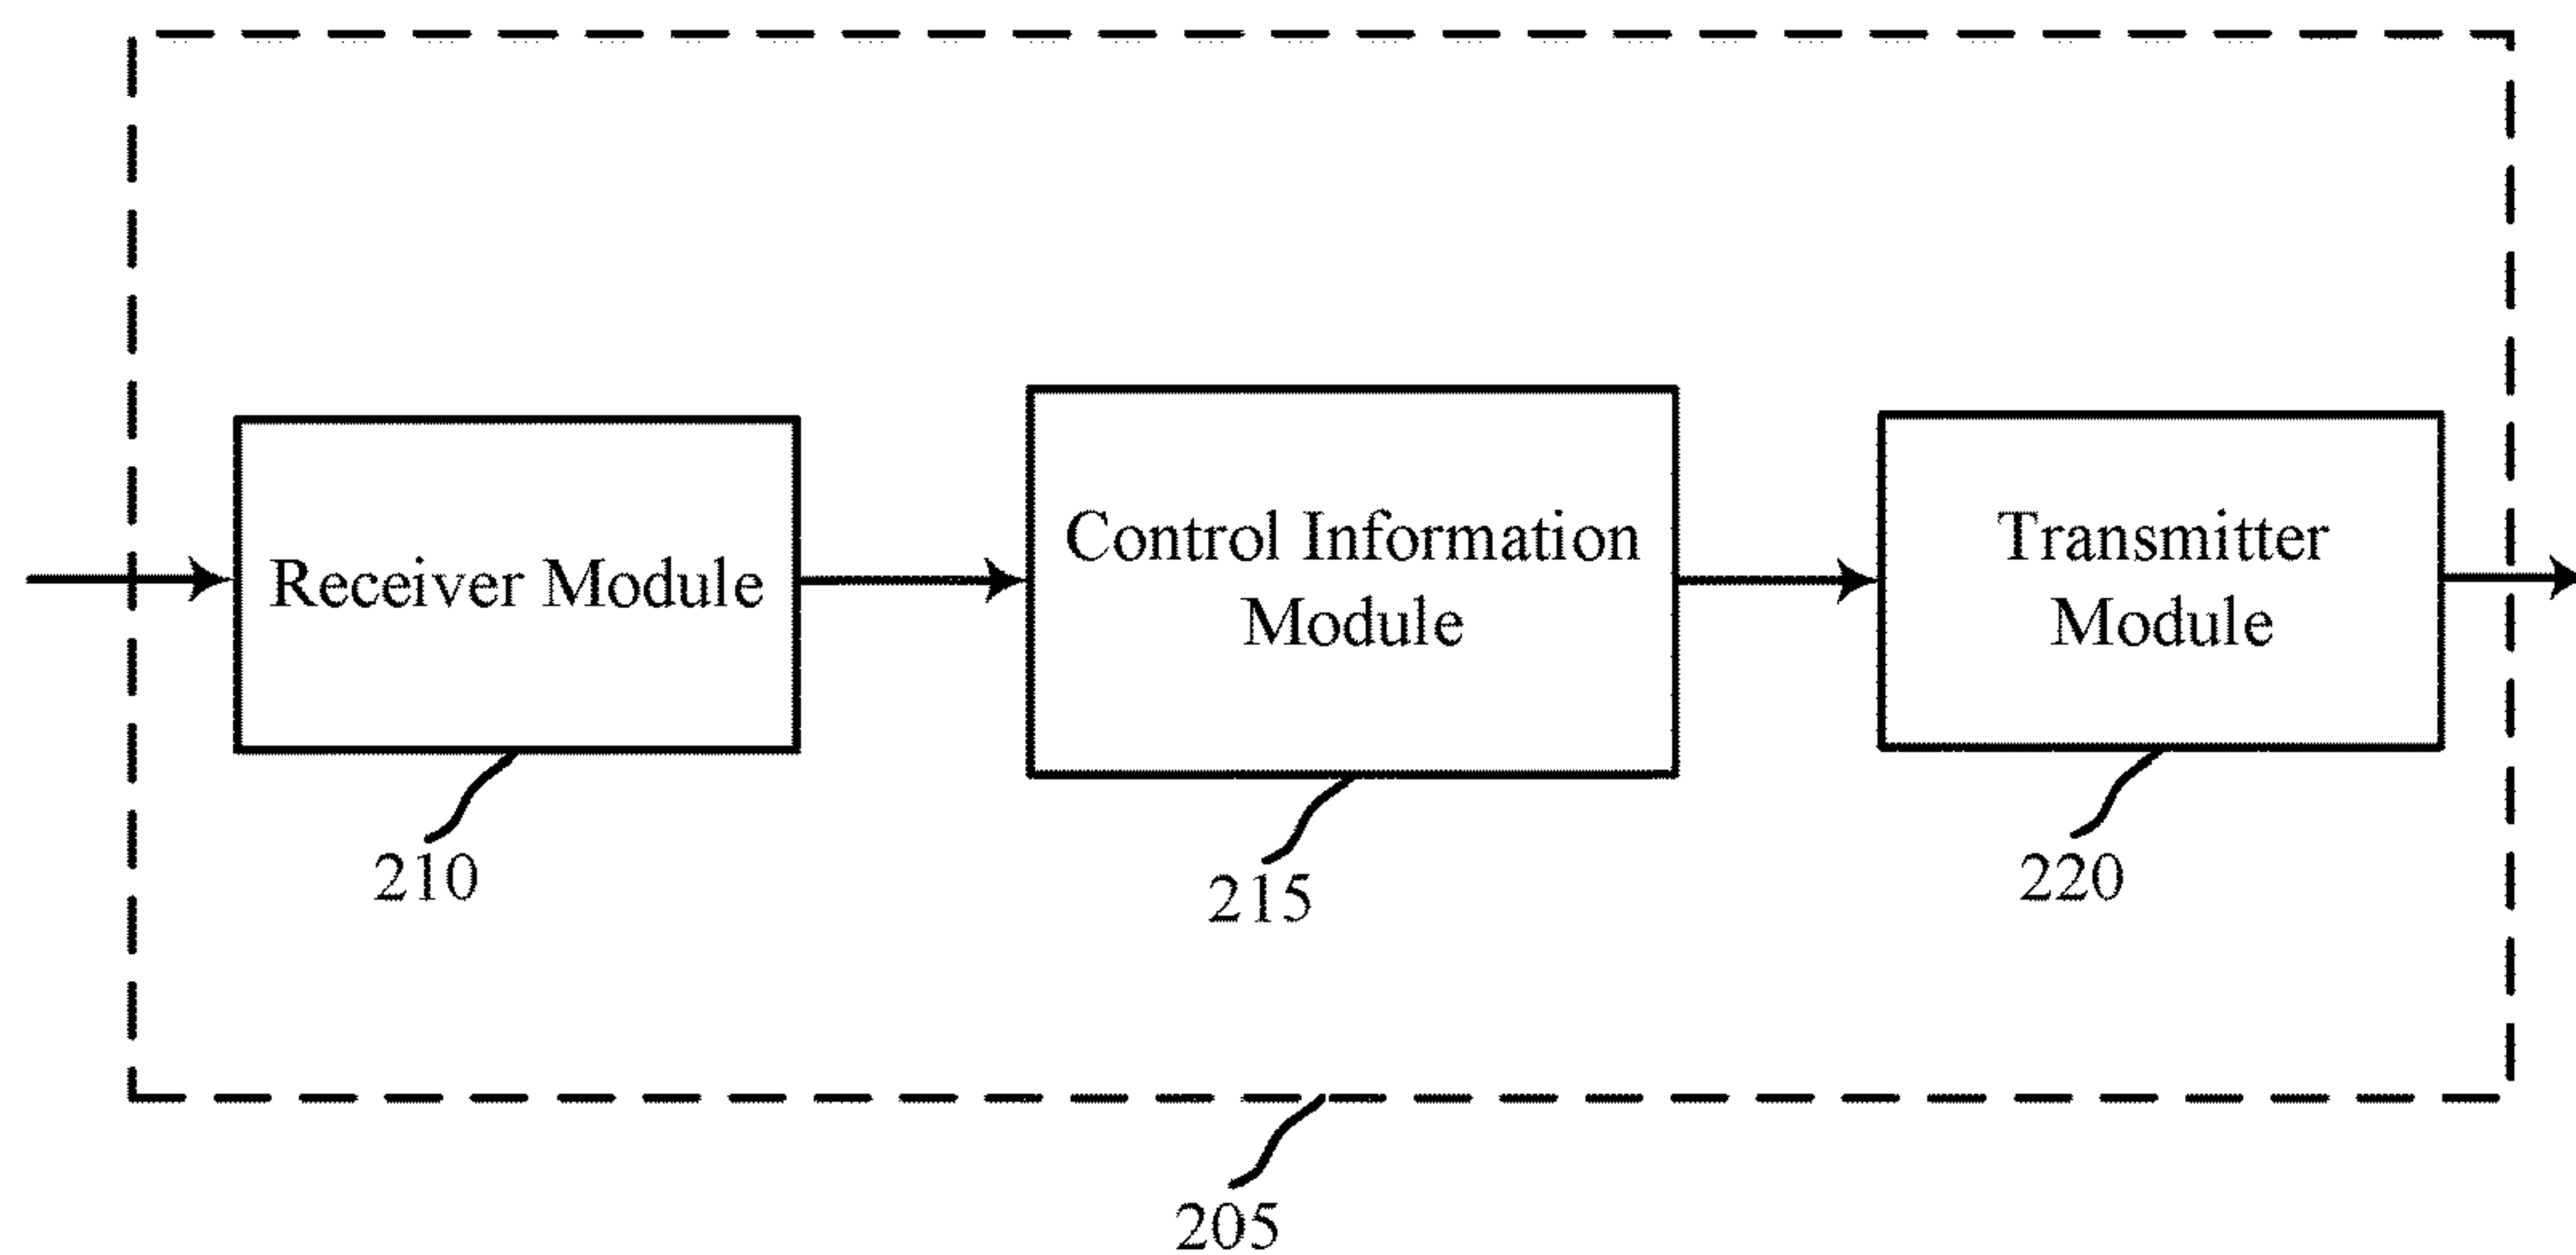 Receiver Module
Control Information
Module
Transmitter
Module
210
215
220
205